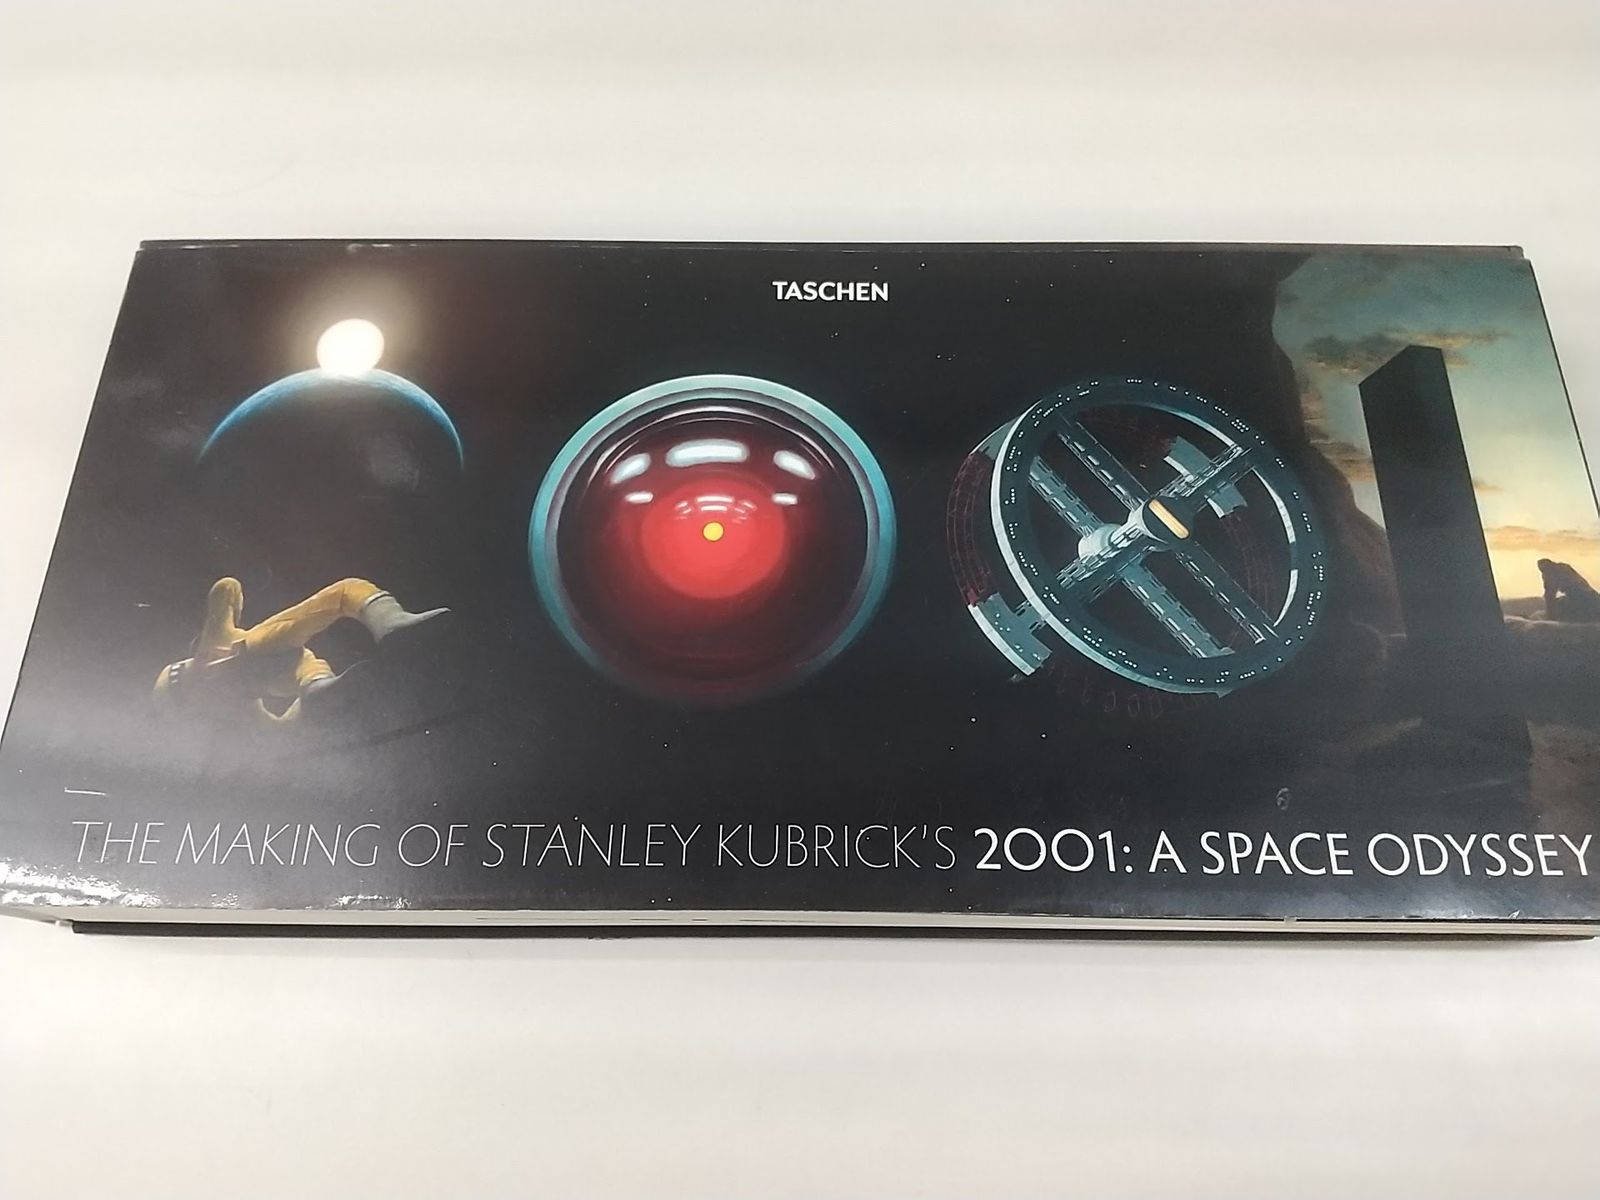 TASCHEN
THE MAKING OF STANLEY KUBRICK'S 2001: A SPACE ODYSSEY